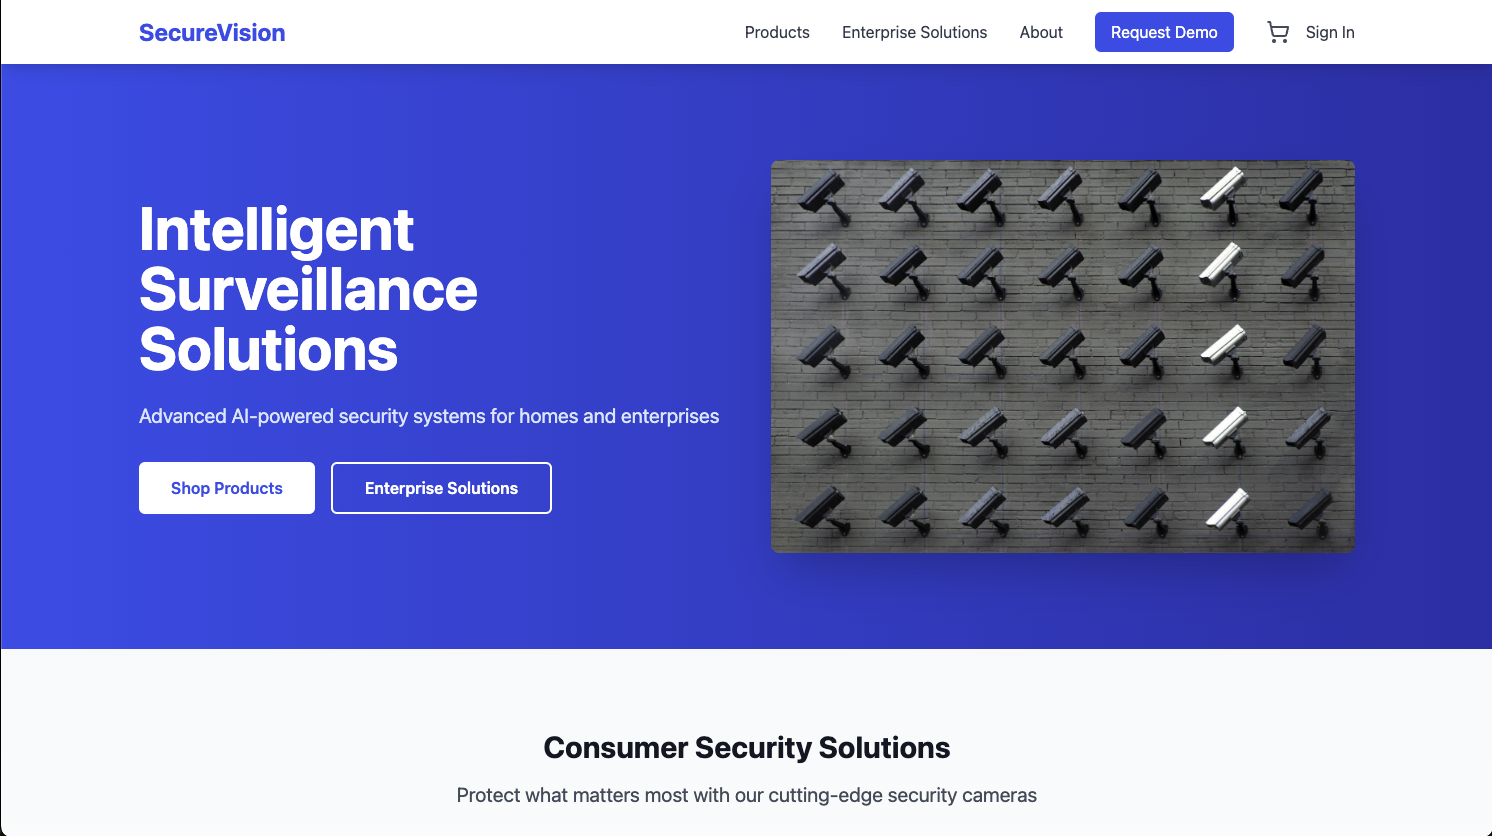 SecureVision
Products
Enterprise Solutions
About
Request Demo
Sign In
Intelligent
Surveillance
Solutions
Advanced AI-powered security systems for homes and enterprises
Shop Products
Enterprise Solutions
Consumer Security Solutions
Protect what matters most with our cutting-edge security cameras